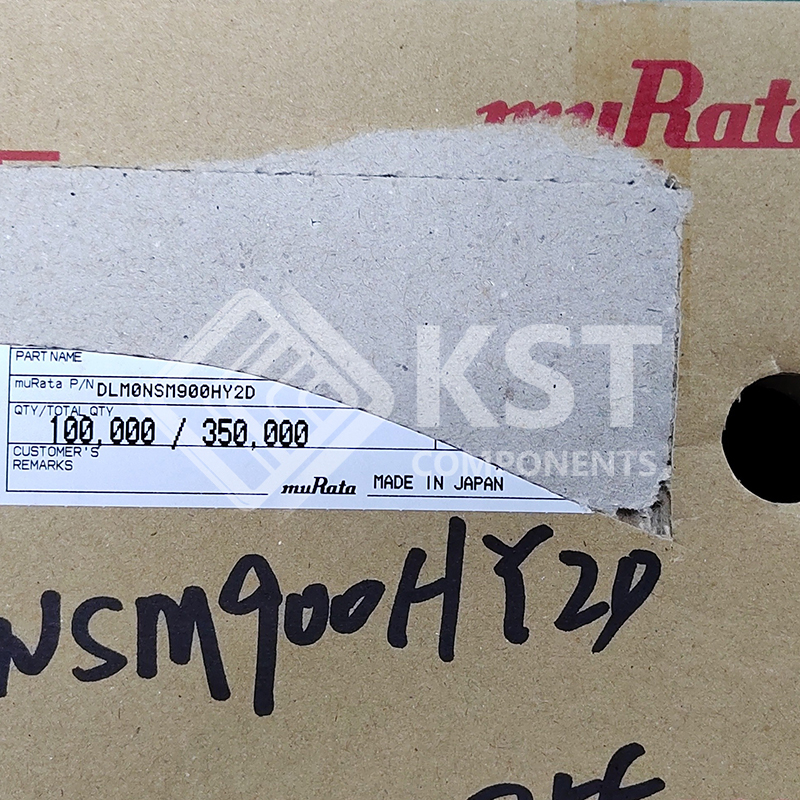 muRata
PART NAME
muRata P/N DLM0NSM900HY2D
QTY/TOTAL QTY
100,000 / 350,000
CUSTOMER'S
REMARKS
muRata MADE IN JAPAN
KST
COMPONENTS
NSM900HY2D